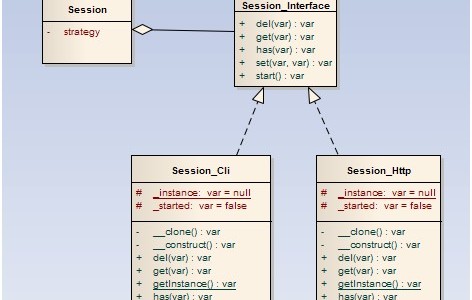 Session
- strategy
Session_Interface
+ del(var) : var
+ get(var) : var
+ has(var) : var
+ set(var, var) : var
+ start() : var
Session_Cli
# _instance: var = null
# _started: var = false
- __clone() : var
- __construct() : var
+ del(var) : var
+ get(var) : var
+ getInstance() : var
+ has(var) : var
Session_Http
# _instance: var = null
# _started: var = false
- __clone() : var
- __construct() : var
+ del(var) : var
+ get(var) : var
+ getInstance() : var
+ has(var) : var